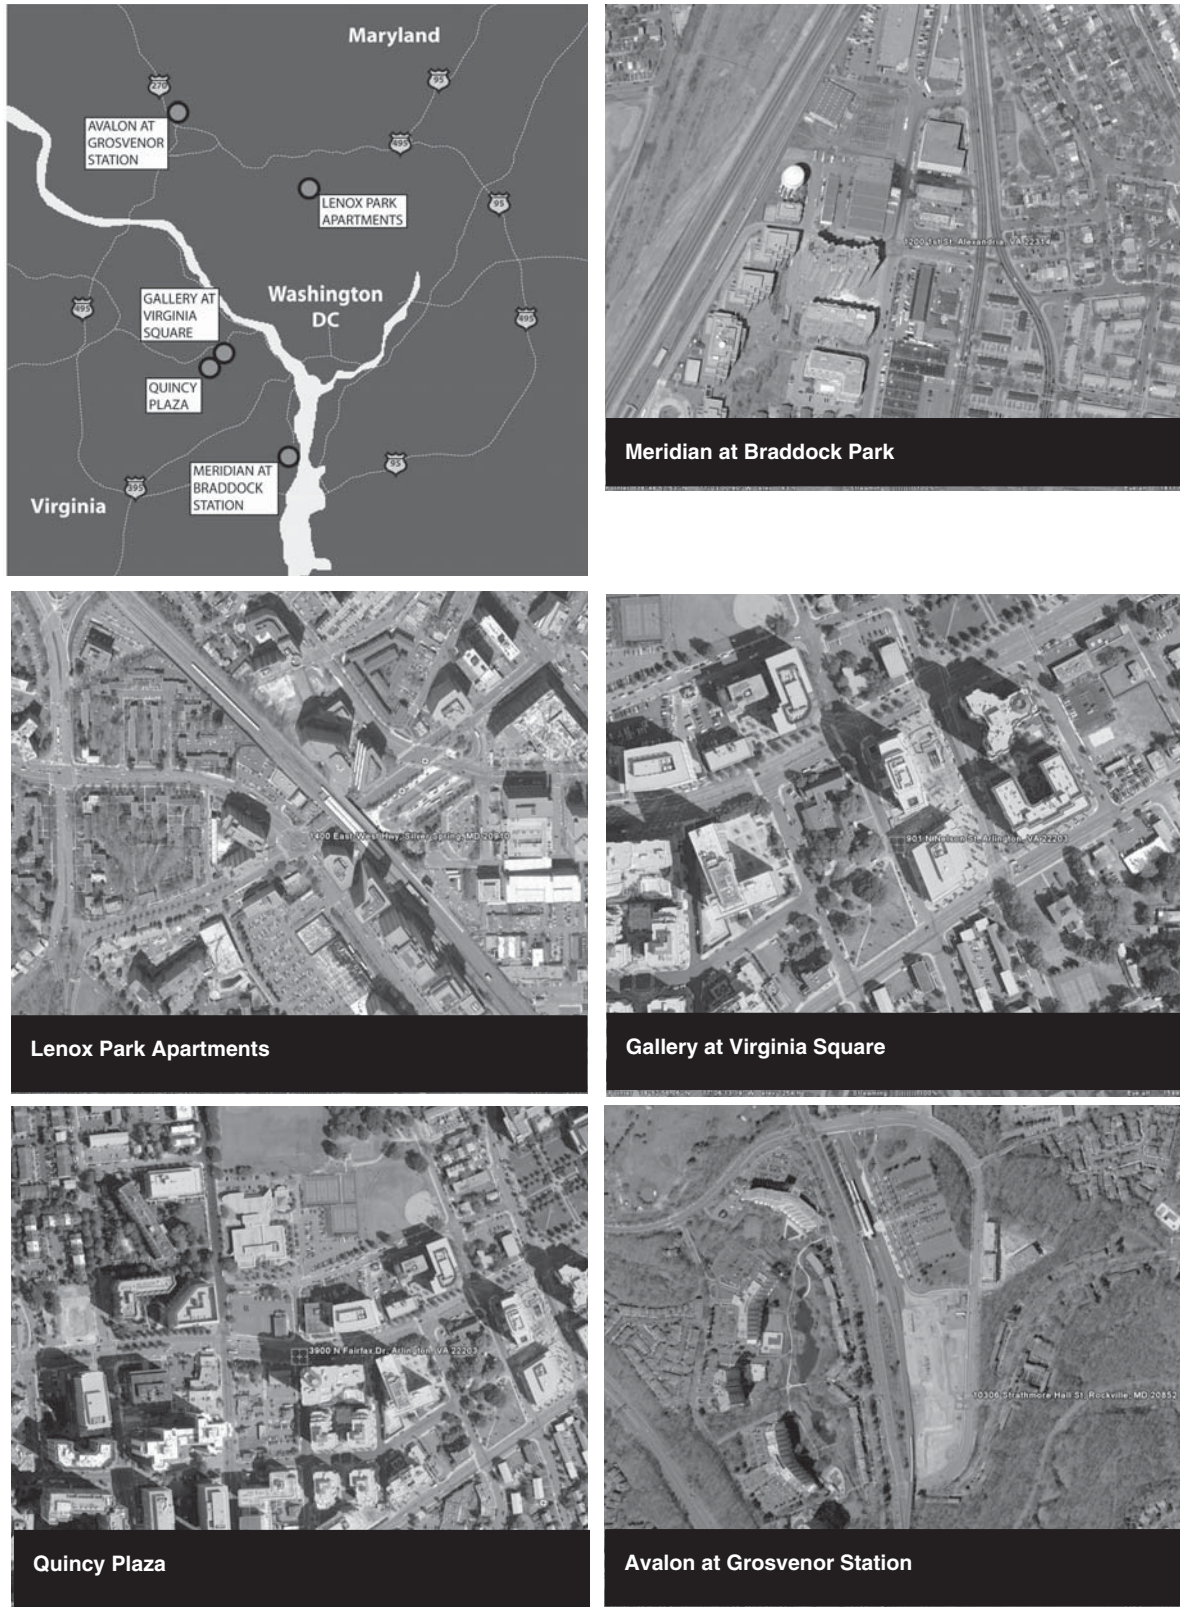 Maryland
270
95
AVALON AT
GROSVENOR
STATION
495
LENOX PARK
APARTMENTS
95
GALLERY AT
VIRGINIA
SQUARE
Washington
DC
495
495
QUINCY
PLAZA
MERIDIAN AT
BRADDOCK
STATION
95
395
Virginia
1200 1st St, Alexandria, VA 22314
Meridian at Braddock Park
1400 East-West Hwy, Silver Spring, MD 20910
Lenox Park Apartments
901 N Nelson St, Arlington, VA 22203
Gallery at Virginia Square
3900 N Fairfax Dr, Arlington, VA 22203
Quincy Plaza
10306 Strathmore Hall St, Rockville, MD 20852
Avalon at Grosvenor Station